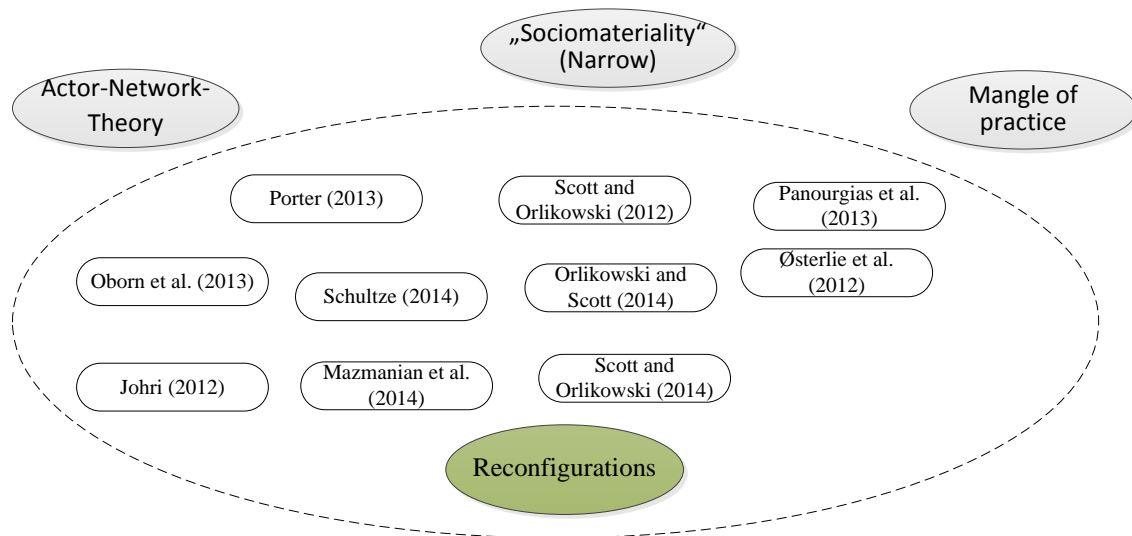 „Sociomateriality“
(Narrow)
Actor-Network-
Theory
Mangle of
practice
Porter (2013)
Scott and
Orlikowski (2012)
Panourgias et al.
(2013)
Oborn et al. (2013)
Schultze (2014)
Orlikowski and
Scott (2014)
Østerlie et al.
(2012)
Johri (2012)
Mazmanian et al.
(2014)
Scott and
Orlikowski (2014)
Reconfigurations